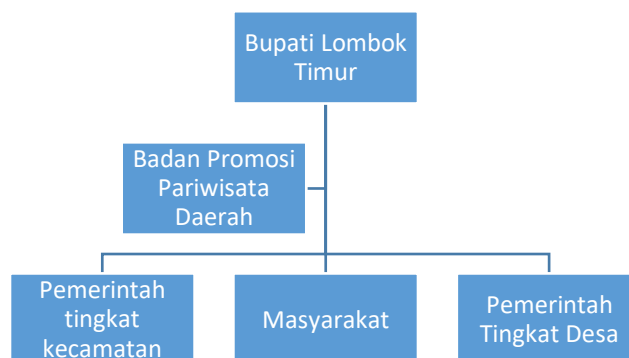 Bupati Lombok
Timur
Badan Promosi
Pariwisata
Daerah
Pemerintah
tingkat
kecamatan
Masyarakat
Pemerintah
Tingkat Desa